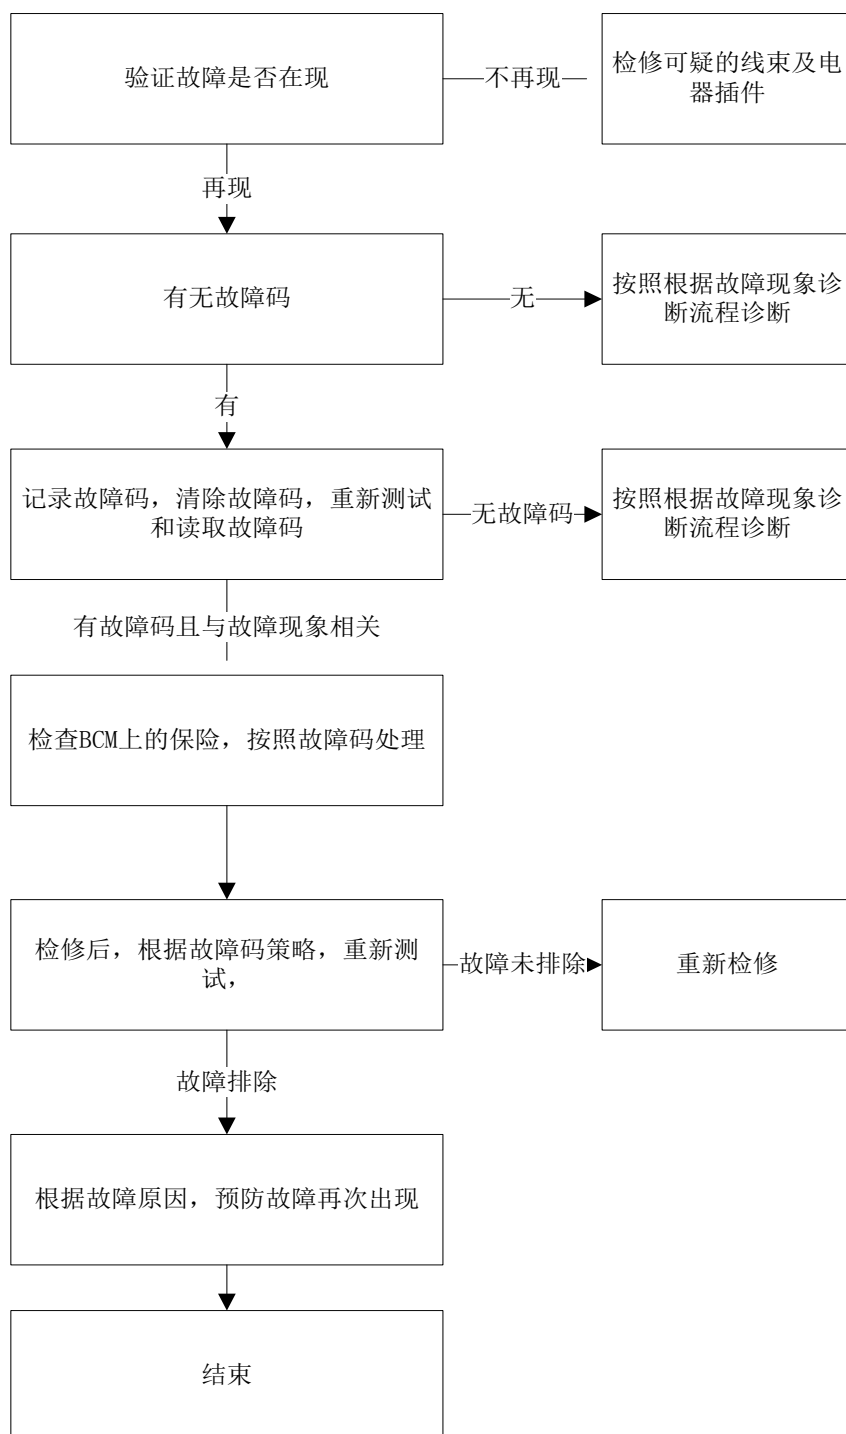 验证故障是否在现
不再现
检修可疑的线束及电
器插件
再现
有无故障码
无
按照根据故障现象诊
断流程诊断
有
记录故障码，清除故障码，重新测试
和读取故障码
无故障码
按照根据故障现象诊
断流程诊断
有故障码且与故障现象相关
检查BCM上的保险，按照故障码处理
检修后，根据故障码策略，重新测
试，
故障未排除
重新检修
故障排除
根据故障原因，预防故障再次出现
结束